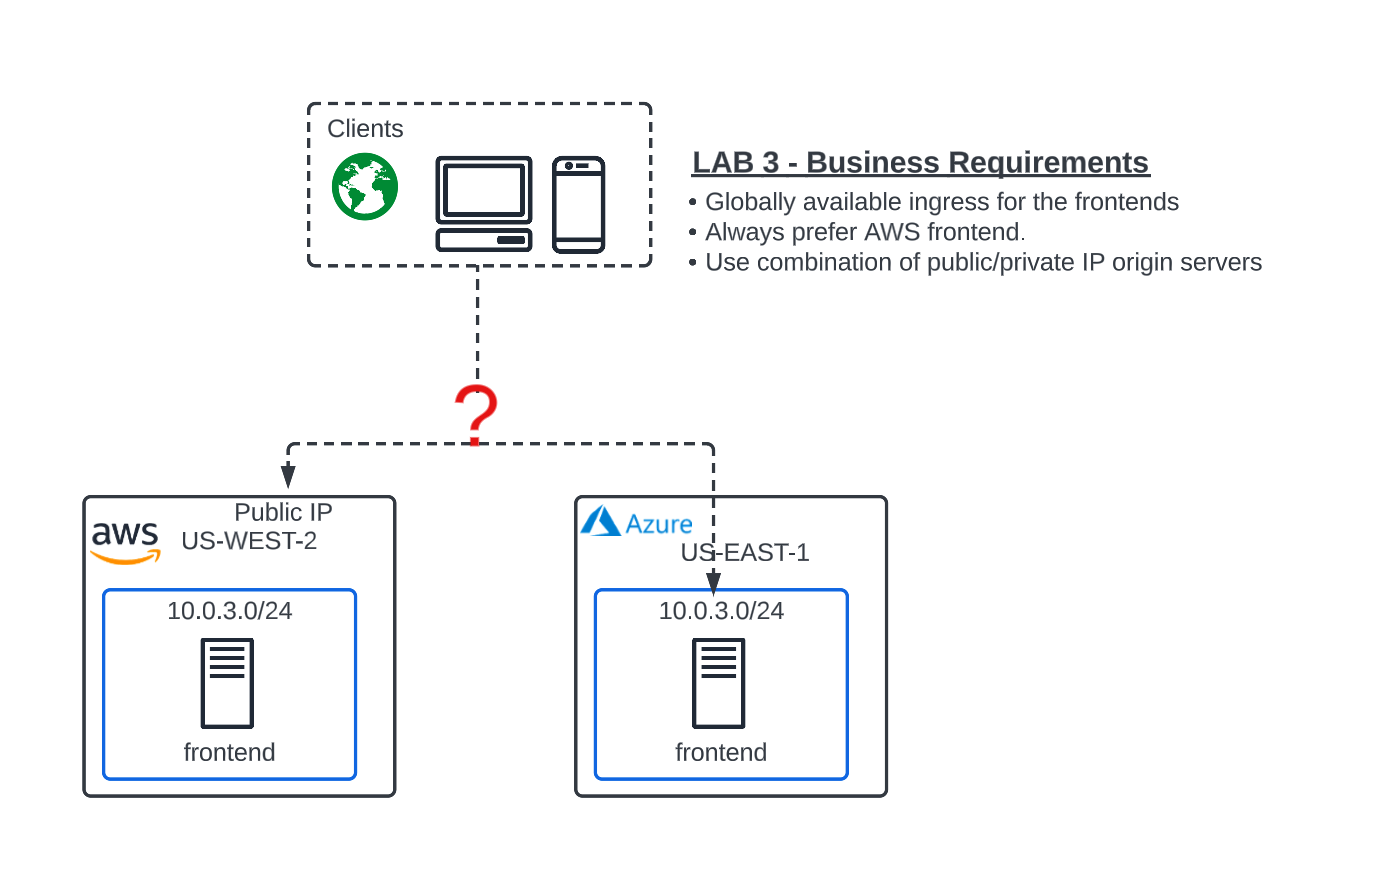 Clients
LAB 3 - Business Requirements
• Globally available ingress for the frontends
• Always prefer AWS frontend.
• Use combination of public/private IP origin servers
?
aws
Public IP
US-WEST-2
10.0.3.0/24
frontend
Azure
US-EAST-1
10.0.3.0/24
frontend